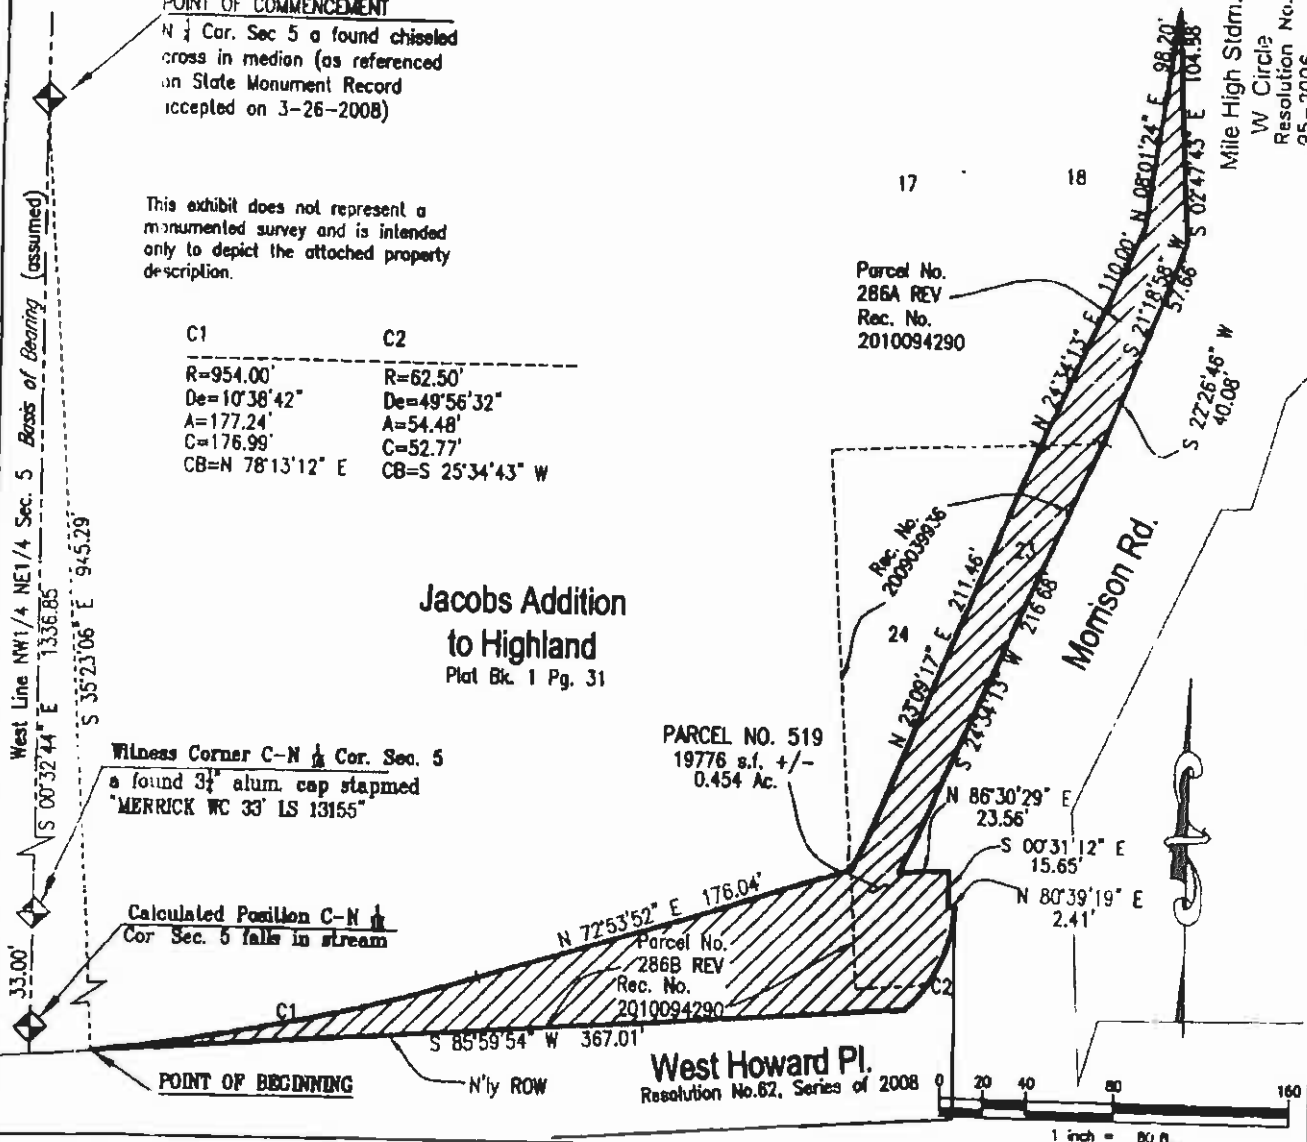 POINT OF COMMENCEMENT
N 1/4 Cor. Sec 5 a found chiseled
cross in median (as referenced
on State Monument Record
accepted on 3-26-2008)
This exhibit does not represent a
monumented survey and is intended
only to depict the attached property
description.
C1
R=954.00'
De=10°38'42"
A=177.24'
C=176.99'
CB=N 78°13'12" E
C2
R=62.50'
De=49°56'32"
A=54.48'
C=52.77'
CB=S 25°34'43" W
West Line NW1/4 NE1/4 Sec. 5 Basis of Bearing (assumed)
S 00°32'44" E 1336.85
S 35°23'06" E 945.29'
33.00'
Jacobs Addition
to Highland
Plat Bk. 1 Pg. 31
Witness Corner C-N 1/16 Cor. Sec. 5
a found 3 1/4" alum. cap stapmed
"MERRICK WC 33' LS 13155"
Calculated Position C-N 1/16
Cor Sec. 5 falls in stream
POINT OF BEGINNING
N'ly ROW
C1
N 72°53'52" E 176.04'
S 85°59'54" W 367.01'
Parcel No.
286B REV
Rec. No.
2010094290
PARCEL NO. 519
19776 s.f. +/-
0.454 Ac.
West Howard Pl.
Resolution No.62, Series of 2008
17
18
Parcel No.
286A REV
Rec. No.
2010094290
N 08°01'24" E 98.20'
S 02°47'43" E 104.58'
Mile High Stdm.
W Circle
Resolution No.
95-2006
N 24°34'13" E 110.00'
S 21°18'58" W
57.66'
S 22°26'46" W
40.08'
Rec. No.
2009039936
23
24
N 23°09'17" E 211.46'
S 24°34'13" W 216.68'
Morrison Rd.
N 86°30'29" E
23.56'
S 00°31'12" E
15.65'
N 80°39'19" E
2.41'
C2
0 20 40 80 160
1 inch = 80 ft.